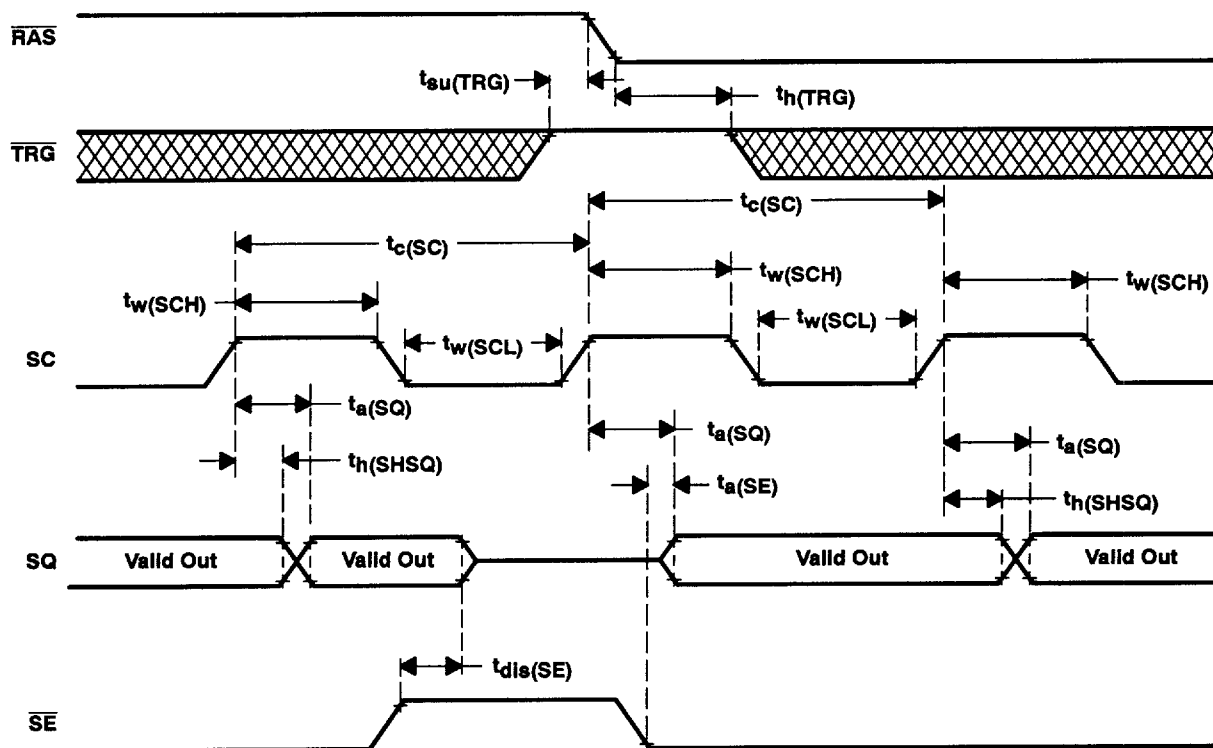 RAS
tsu(TRG)
th(TRG)
TRG
tc(SC)
tc(SC)
tw(SCH)
tw(SCH)
tw(SCH)
tw(SCL)
tw(SCL)
SC
ta(SQ)
ta(SQ)
ta(SQ)
th(SHSQ)
ta(SE)
th(SHSQ)
SQ Valid Out Valid Out Valid Out Valid Out
tdis(SE)
SE